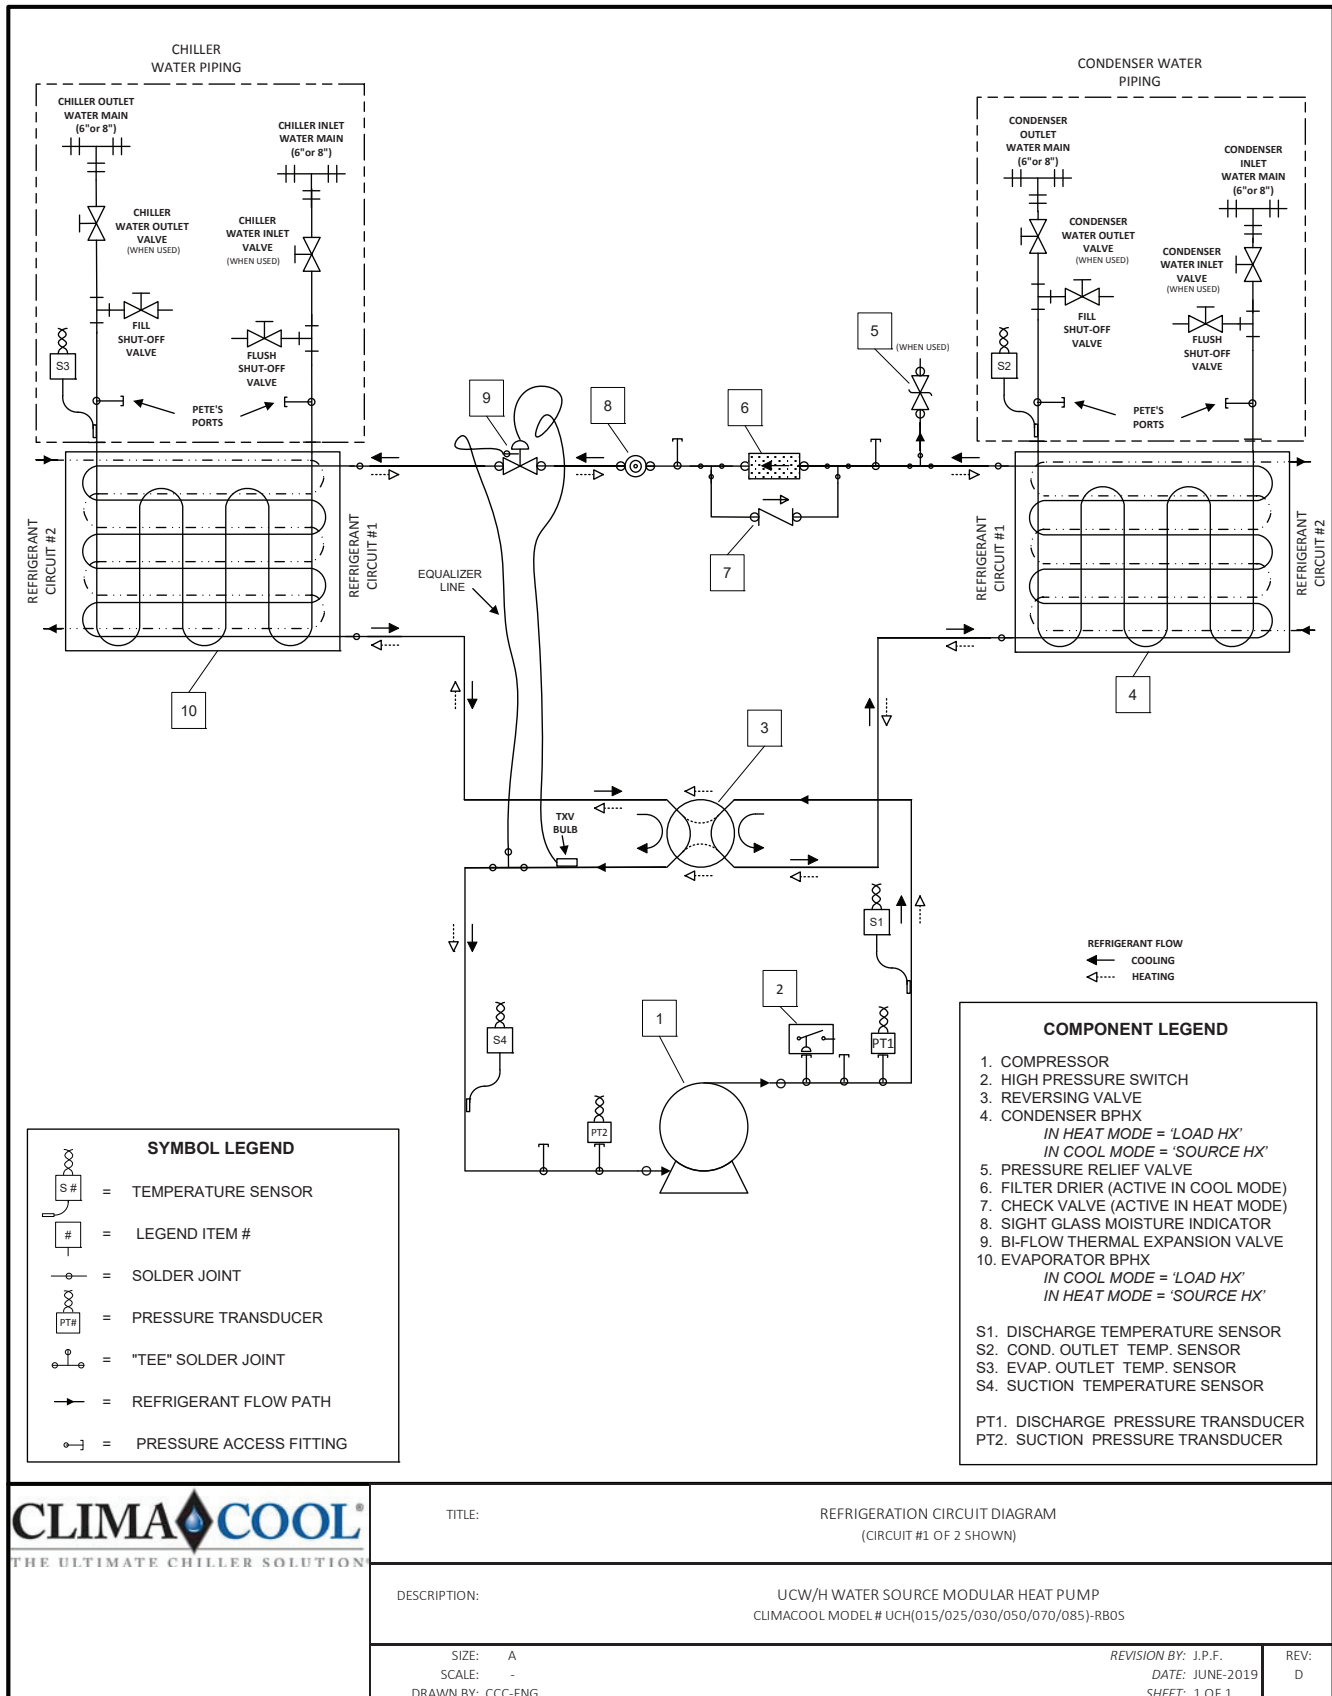 CHILLER
WATER PIPING
CHILLER OUTLET
WATER MAIN
(6"or 8")
CHILLER INLET
WATER MAIN
(6"or 8")
CHILLER
WATER OUTLET
VALVE
(WHEN USED)
CHILLER
WATER INLET
VALVE
(WHEN USED)
FILL
SHUT-OFF
VALVE
FLUSH
SHUT-OFF
VALVE
S3
PETE'S
PORTS
CONDENSER WATER
PIPING
CONDENSER
OUTLET
WATER MAIN
(6"or 8")
CONDENSER
INLET
WATER MAIN
(6"or 8")
CONDENSER
WATER OUTLET
VALVE
(WHEN USED)
CONDENSER
WATER INLET
VALVE
(WHEN USED)
FILL
SHUT-OFF
VALVE
FLUSH
SHUT-OFF
VALVE
S2
PETE'S
PORTS
5
(WHEN USED)
9
8
6
7
REFRIGERANT
CIRCUIT #2
REFRIGERANT
CIRCUIT #1
EQUALIZER
LINE
REFRIGERANT
CIRCUIT #1
REFRIGERANT
CIRCUIT #2
10
4
3
TXV
BULB
S1
2
1
S4
PT1
PT2
REFRIGERANT FLOW
COOLING
HEATING
COMPONENT LEGEND
1. COMPRESSOR
2. HIGH PRESSURE SWITCH
3. REVERSING VALVE
4. CONDENSER BPHX
IN HEAT MODE = 'LOAD HX'
IN COOL MODE = 'SOURCE HX'
5. PRESSURE RELIEF VALVE
6. FILTER DRIER (ACTIVE IN COOL MODE)
7. CHECK VALVE (ACTIVE IN HEAT MODE)
8. SIGHT GLASS MOISTURE INDICATOR
9. BI-FLOW THERMAL EXPANSION VALVE
10. EVAPORATOR BPHX
IN COOL MODE = 'LOAD HX'
IN HEAT MODE = 'SOURCE HX'
S1. DISCHARGE TEMPERATURE SENSOR
S2. COND. OUTLET TEMP. SENSOR
S3. EVAP. OUTLET TEMP. SENSOR
S4. SUCTION TEMPERATURE SENSOR
PT1. DISCHARGE PRESSURE TRANSDUCER
PT2. SUCTION PRESSURE TRANSDUCER
SYMBOL LEGEND
S # = TEMPERATURE SENSOR
# = LEGEND ITEM #
= SOLDER JOINT
PT# = PRESSURE TRANSDUCER
= "TEE" SOLDER JOINT
= REFRIGERANT FLOW PATH
= PRESSURE ACCESS FITTING
CLIMA COOL®
THE ULTIMATE CHILLER SOLUTION
TITLE: REFRIGERATION CIRCUIT DIAGRAM
(CIRCUIT #1 OF 2 SHOWN)
DESCRIPTION: UCW/H WATER SOURCE MODULAR HEAT PUMP
CLIMACOOL MODEL # UCH(015/025/030/050/070/085)-RB0S
SIZE: A
SCALE: -
DRAWN BY: CCC-ENG
REVISION BY: J.P.F.
DATE: JUNE-2019
SHEET: 1 OF 1
REV:
D